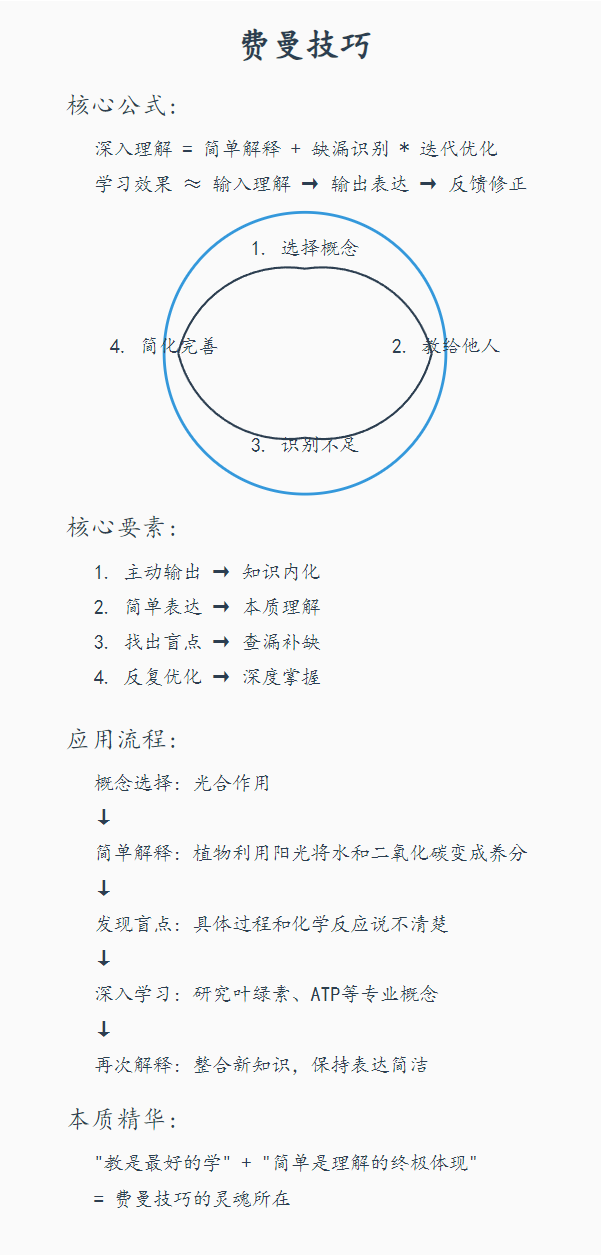 费曼技巧
核心公式:
深入理解 = 简单解释 + 缺漏识别 * 迭代优化
学习效果 ≈ 输入理解 → 输出表达 → 反馈修正
1. 选择概念
4. 简化完善
2. 教给他人
3. 识别不足
核心要素:
1. 主动输出 → 知识内化
2. 简单表达 → 本质理解
3. 找出盲点 → 查漏补缺
4. 反复优化 → 深度掌握
应用流程:
概念选择: 光合作用
↓
简单解释: 植物利用阳光将水和二氧化碳变成养分
↓
发现盲点: 具体过程和化学反应说不清楚
↓
深入学习: 研究叶绿素、ATP等专业概念
↓
再次解释: 整合新知识, 保持表达简洁
本质精华:
"教是最好的学" + "简单是理解的终极体现"
= 费曼技巧的灵魂所在